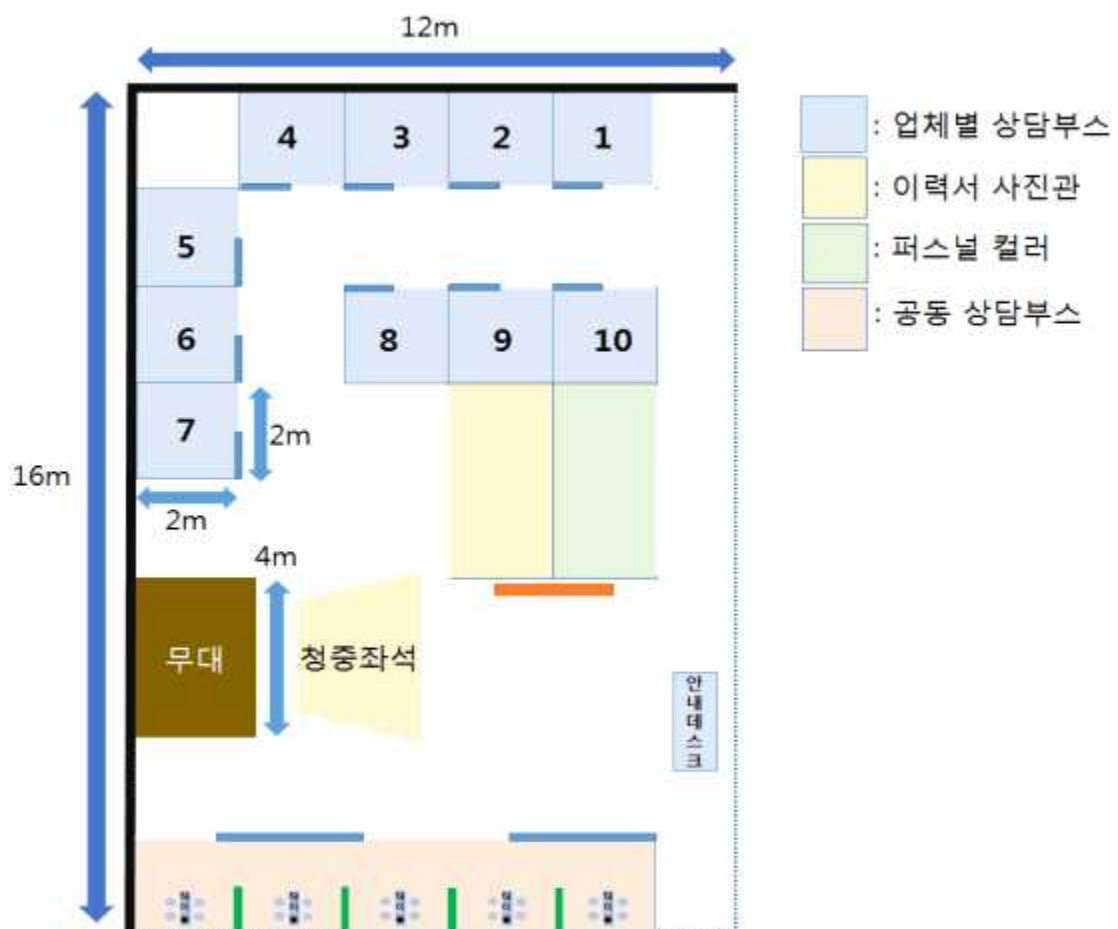 12m
4
3
2
1
: 업체별 상담부스
: 이력서 사진관
: 퍼스널 컬러
: 공동 상담부스
5
6
8
9
10
7
2m
16m
2m
4m
무대
청중좌석
안내데스크